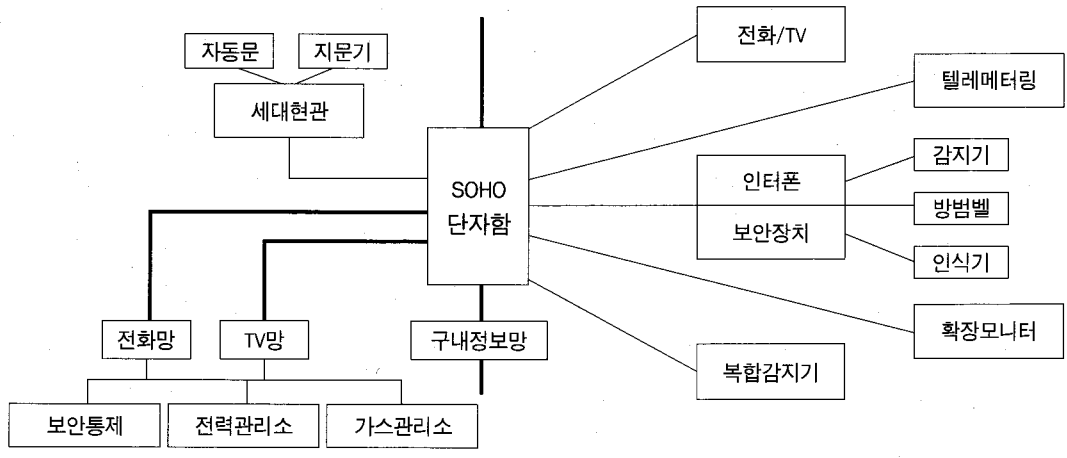 자동문
지문기
세대현관
전화/TV
텔레메터링
SOHO
단자함
인터폰
보안장치
감지기
방범벨
인식기
확장모니터
복합감지기
전화망
TV망
구내정보망
보안통제
전력관리소
가스관리소